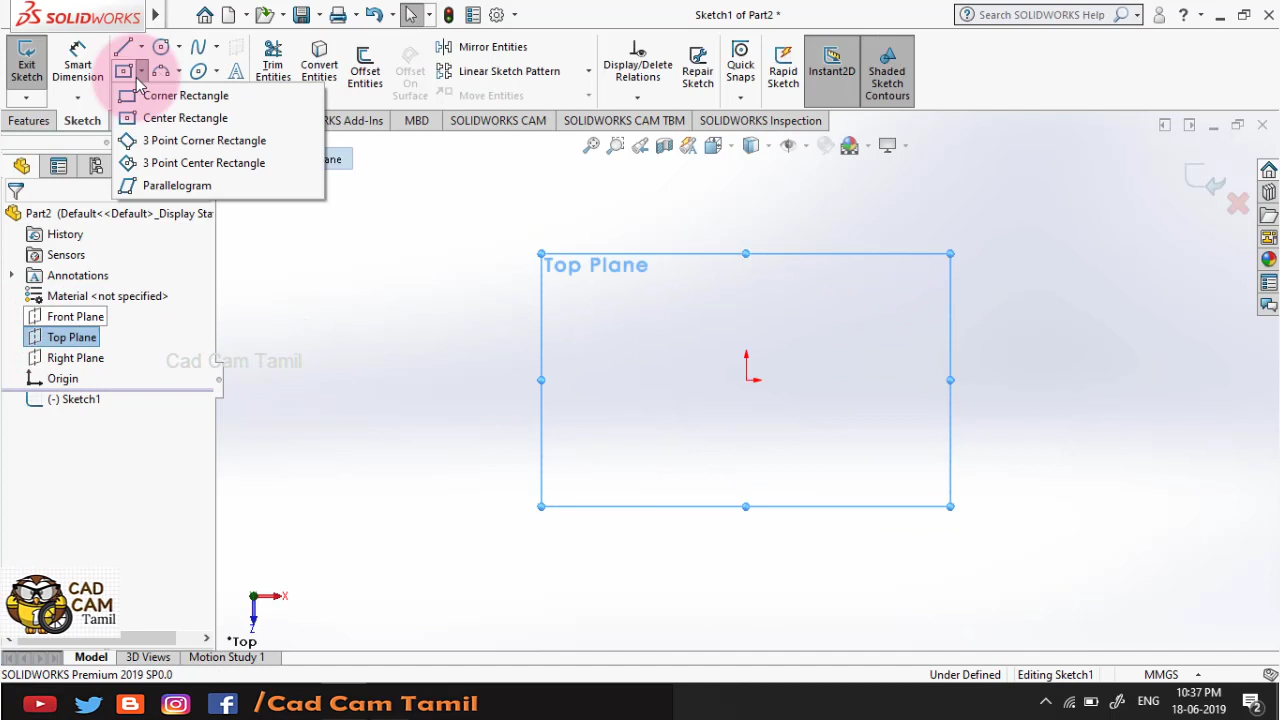 SOLIDWORKS
Sketch1 of Part2 *
Search SOLIDWORKS Help
?
Exit Sketch
Smart Dimension
Trim Entities
Convert Entities
Offset Entities
Offset On Surface
Mirror Entities
Linear Sketch Pattern
Move Entities
Display/Delete Relations
Repair Sketch
Quick Snaps
Rapid Sketch
Instant2D
Shaded Sketch Contours
Corner Rectangle
Center Rectangle
3 Point Corner Rectangle
3 Point Center Rectangle
Parallelogram
Features
Sketch
RKS Add-Ins
MBD
SOLIDWORKS CAM
SOLIDWORKS CAM TBM
SOLIDWORKS Inspection
ane
Part2 (Default<<Default>_Display Sta
History
Sensors
Annotations
Material <not specified>
Front Plane
Top Plane
Right Plane
Origin
(-) Sketch1
Cad Cam Tamil
Top Plane
CAD
CAM
Tamil
X
Z
*Top
Model
3D Views
Motion Study 1
SOLIDWORKS Premium 2019 SP0.0
Under Defined
Editing Sketch1
MMGS
/Cad Cam Tamil
ENG
10:37 PM
18-06-2019
2